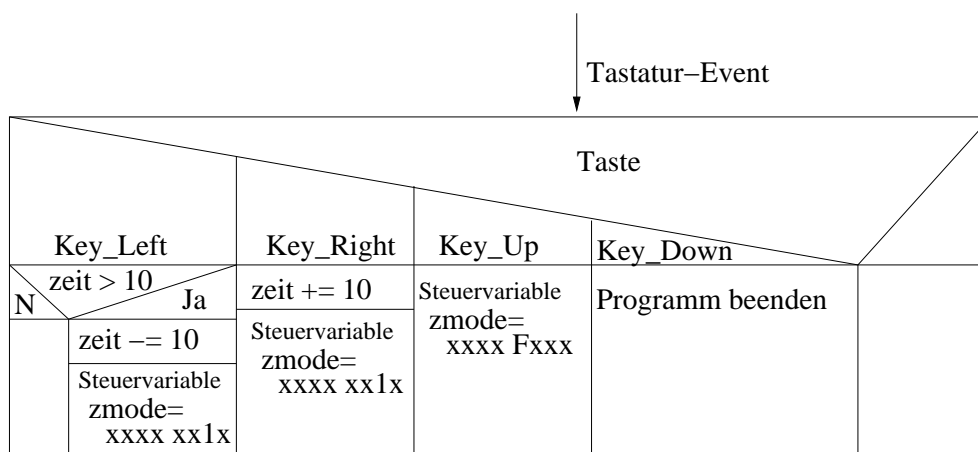 Tastatur–Event
Taste
Key_Left
Key_Right
Key_Up
Key_Down
zeit > 10
N
Ja
zeit −= 10
Steuervariable
zmode=
xxxx xx1x
zeit += 10
Steuervariable
zmode=
xxxx xx1x
Steuervariable
zmode=
xxxx Fxxx
Programm beenden